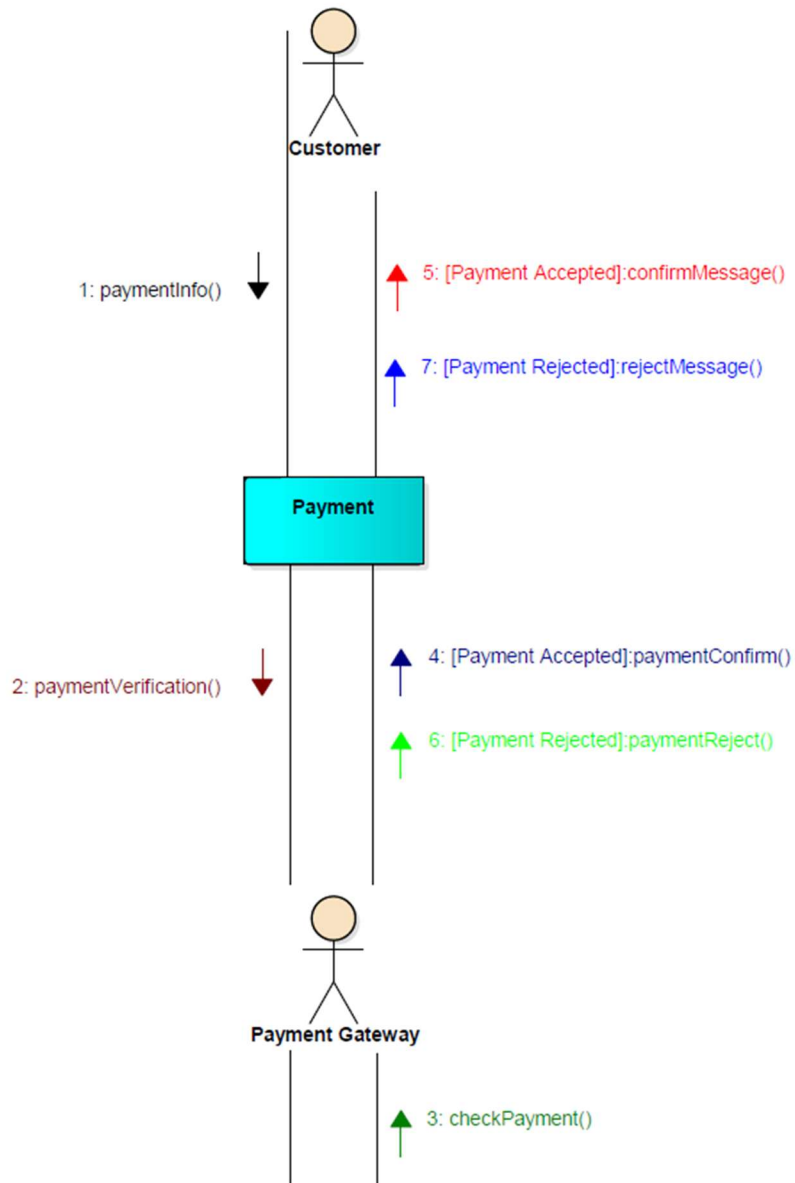 Customer
5: [Payment Accepted]:confirmMessage()
1: paymentInfo()
7: [Payment Rejected]:rejectMessage()
Payment
4: [Payment Accepted]:paymentConfirm()
2: paymentVerification()
6: [Payment Rejected]:paymentReject()
Payment Gateway
3: checkPayment()